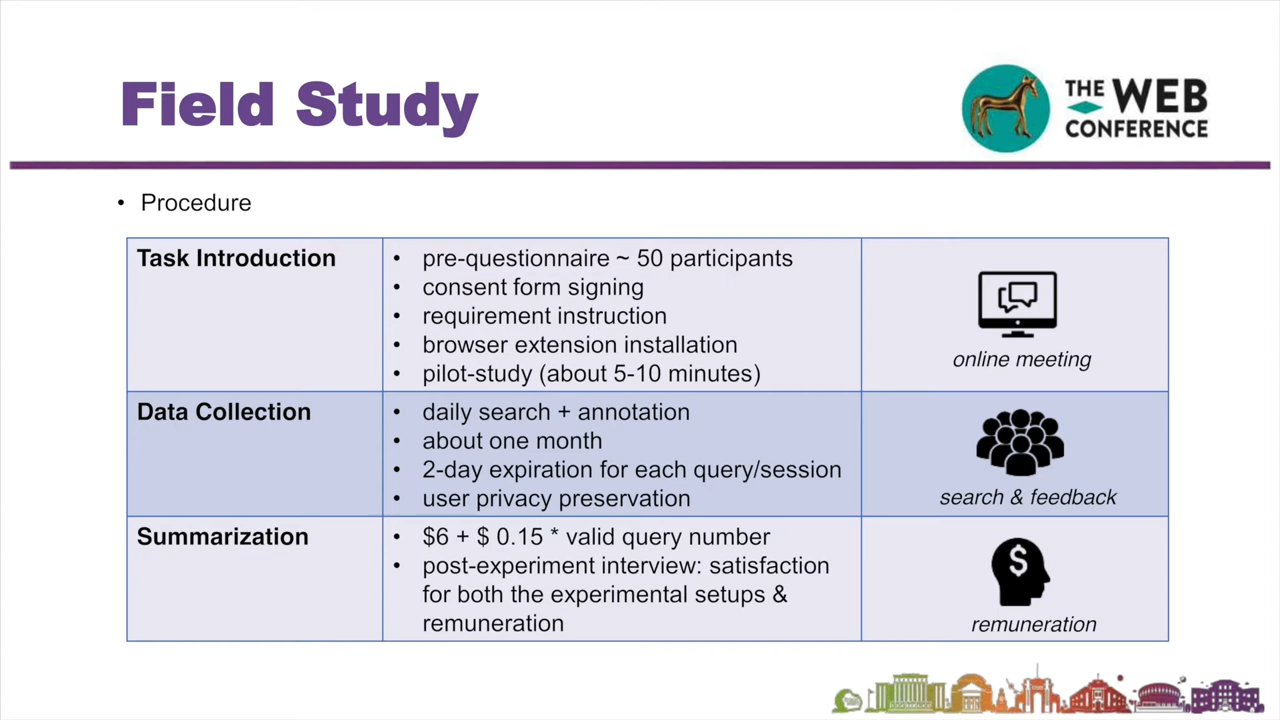 Field Study
THE WEB
CONFERENCE
• Procedure
Task Introduction
• pre-questionnaire ~ 50 participants
• consent form signing
• requirement instruction
• browser extension installation
• pilot-study (about 5-10 minutes)
online meeting
Data Collection
• daily search + annotation
• about one month
• 2-day expiration for each query/session
• user privacy preservation
search & feedback
Summarization
• $6 + $ 0.15 * valid query number
• post-experiment interview: satisfaction
for both the experimental setups &
remuneration
$
remuneration